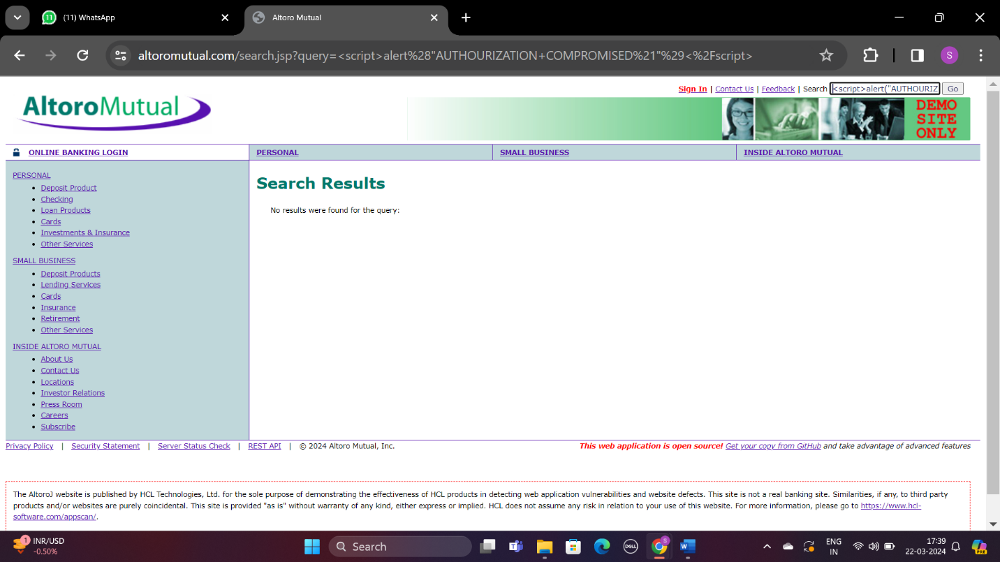 (11) WhatsApp
Altoro Mutual
altoromutual.com/search.jsp?query=<script>alert%28"AUTHOURIZATION+COMPROMISED%21"%29<%2Fscript>
S
Sign In | Contact Us | Feedback | Search <script>alert("AUTHOURIZ Go
AltoroMutual
DEMO
SITE
ONLY
ONLINE BANKING LOGIN
PERSONAL
SMALL BUSINESS
INSIDE ALTORO MUTUAL
PERSONAL
Deposit Product
Checking
Loan Products
Cards
Investments & Insurance
Other Services
SMALL BUSINESS
Deposit Products
Lending Services
Cards
Insurance
Retirement
Other Services
INSIDE ALTORO MUTUAL
About Us
Contact Us
Locations
Investor Relations
Press Room
Careers
Subscribe
Search Results
No results were found for the query:
Privacy Policy | Security Statement | Server Status Check | REST API | © 2024 Altoro Mutual, Inc.
This web application is open source! Get your copy from GitHub and take advantage of advanced features
The AltoroJ website is published by HCL Technologies, Ltd. for the sole purpose of demonstrating the effectiveness of HCL products in detecting web application vulnerabilities and website defects. This site is not a real banking site. Similarities, if any, to third party
products and/or websites are purely coincidental. This site is provided "as is" without warranty of any kind, either express or implied. HCL does not assume any risk in relation to your use of this website. For more information, please go to https://www.hcl-
software.com/appscan/.
1
INR/USD
-0.50%
Search
DELL
S
W
ENG
IN
17:39
22-03-2024
PRE